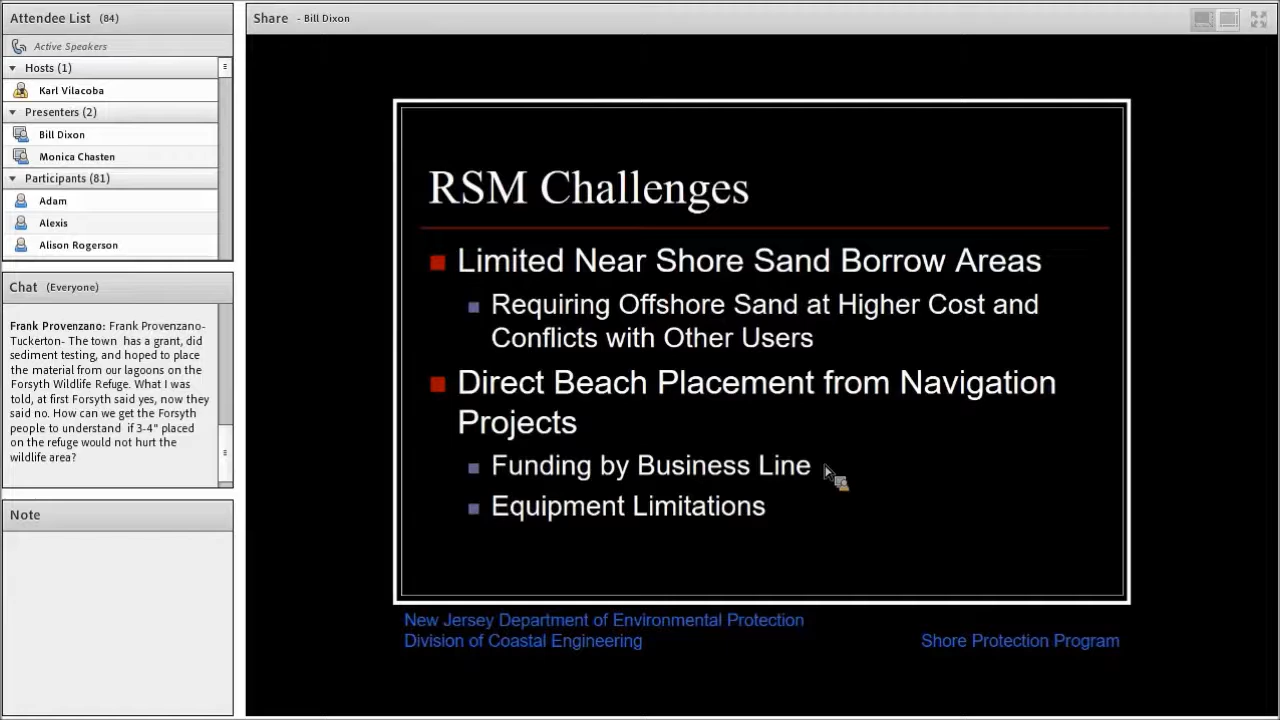 Attendee List (84)
Active Speakers
Hosts (1)
Karl Vilacoba
Presenters (2)
Bill Dixon
Monica Chasten
Participants (81)
Adam
Alexis
Alison Rogerson
Chat (Everyone)
Frank Provenzano: Frank Provenzano-
Tuckerton- The town has a grant, did
sediment testing, and hoped to place
the material from our lagoons on the
Forsyth Wildlife Refuge. What I was
told, at first Forsyth said yes, now they
said no. How can we get the Forsyth
people to understand if 3-4" placed
on the refuge would not hurt the
wildlife area?
Note
Share - Bill Dixon
RSM Challenges
Limited Near Shore Sand Borrow Areas
Requiring Offshore Sand at Higher Cost and
Conflicts with Other Users
Direct Beach Placement from Navigation
Projects
Funding by Business Line
Equipment Limitations
New Jersey Department of Environmental Protection
Division of Coastal Engineering
Shore Protection Program